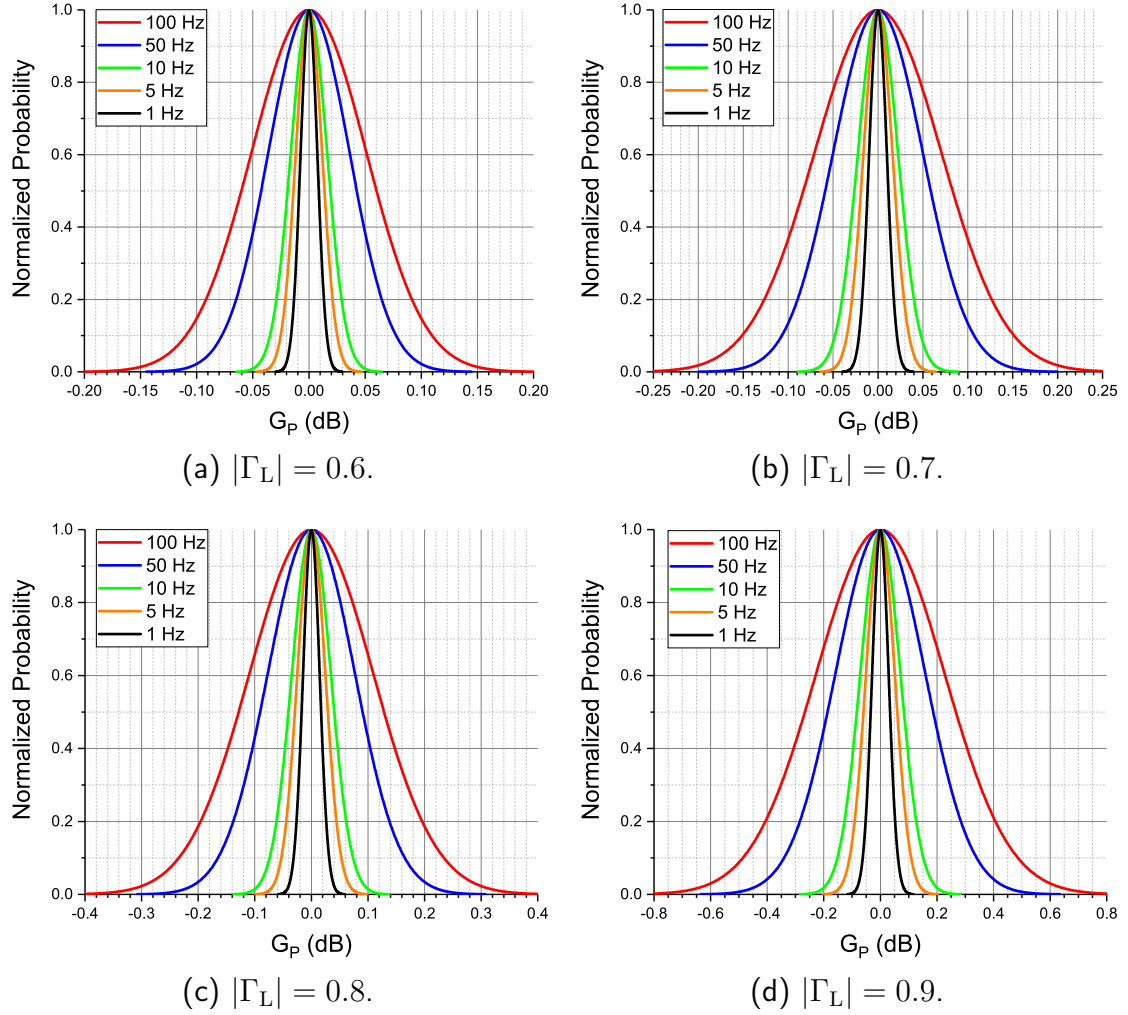 100 Hz
50 Hz
10 Hz
5 Hz
1 Hz
1.0
0.8
0.6
0.4
0.2
0.0
Normalized Probability
-0.20 -0.15 -0.10 -0.05 0.00 0.05 0.10 0.15 0.20
G_P (dB)
(a) |Γ_L| = 0.6.
100 Hz
50 Hz
10 Hz
5 Hz
1 Hz
1.0
0.8
0.6
0.4
0.2
0.0
Normalized Probability
-0.25 -0.20 -0.15 -0.10 -0.05 0.00 0.05 0.10 0.15 0.20 0.25
G_P (dB)
(b) |Γ_L| = 0.7.
100 Hz
50 Hz
10 Hz
5 Hz
1 Hz
1.0
0.8
0.6
0.4
0.2
0.0
Normalized Probability
-0.4 -0.3 -0.2 -0.1 0.0 0.1 0.2 0.3 0.4
G_P (dB)
(c) |Γ_L| = 0.8.
100 Hz
50 Hz
10 Hz
5 Hz
1 Hz
1.0
0.8
0.6
0.4
0.2
0.0
Normalized Probability
-0.8 -0.6 -0.4 -0.2 0.0 0.2 0.4 0.6 0.8
G_P (dB)
(d) |Γ_L| = 0.9.